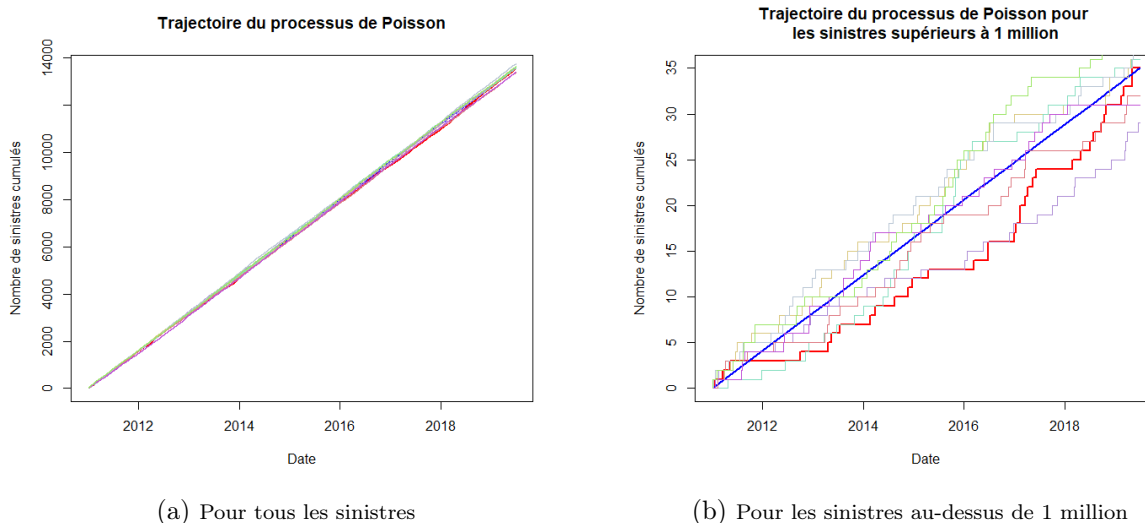 Trajectoire du processus de Poisson
Nombre de sinistres cumulés
0
2000
4000
6000
8000
10000
14000
2012
2014
2016
2018
Date
(a) Pour tous les sinistres
Trajectoire du processus de Poisson pour
les sinistres supérieurs à 1 million
Nombre de sinistres cumulés
0
5
10
15
20
25
30
35
2012
2014
2016
2018
Date
(b) Pour les sinistres au-dessus de 1 million